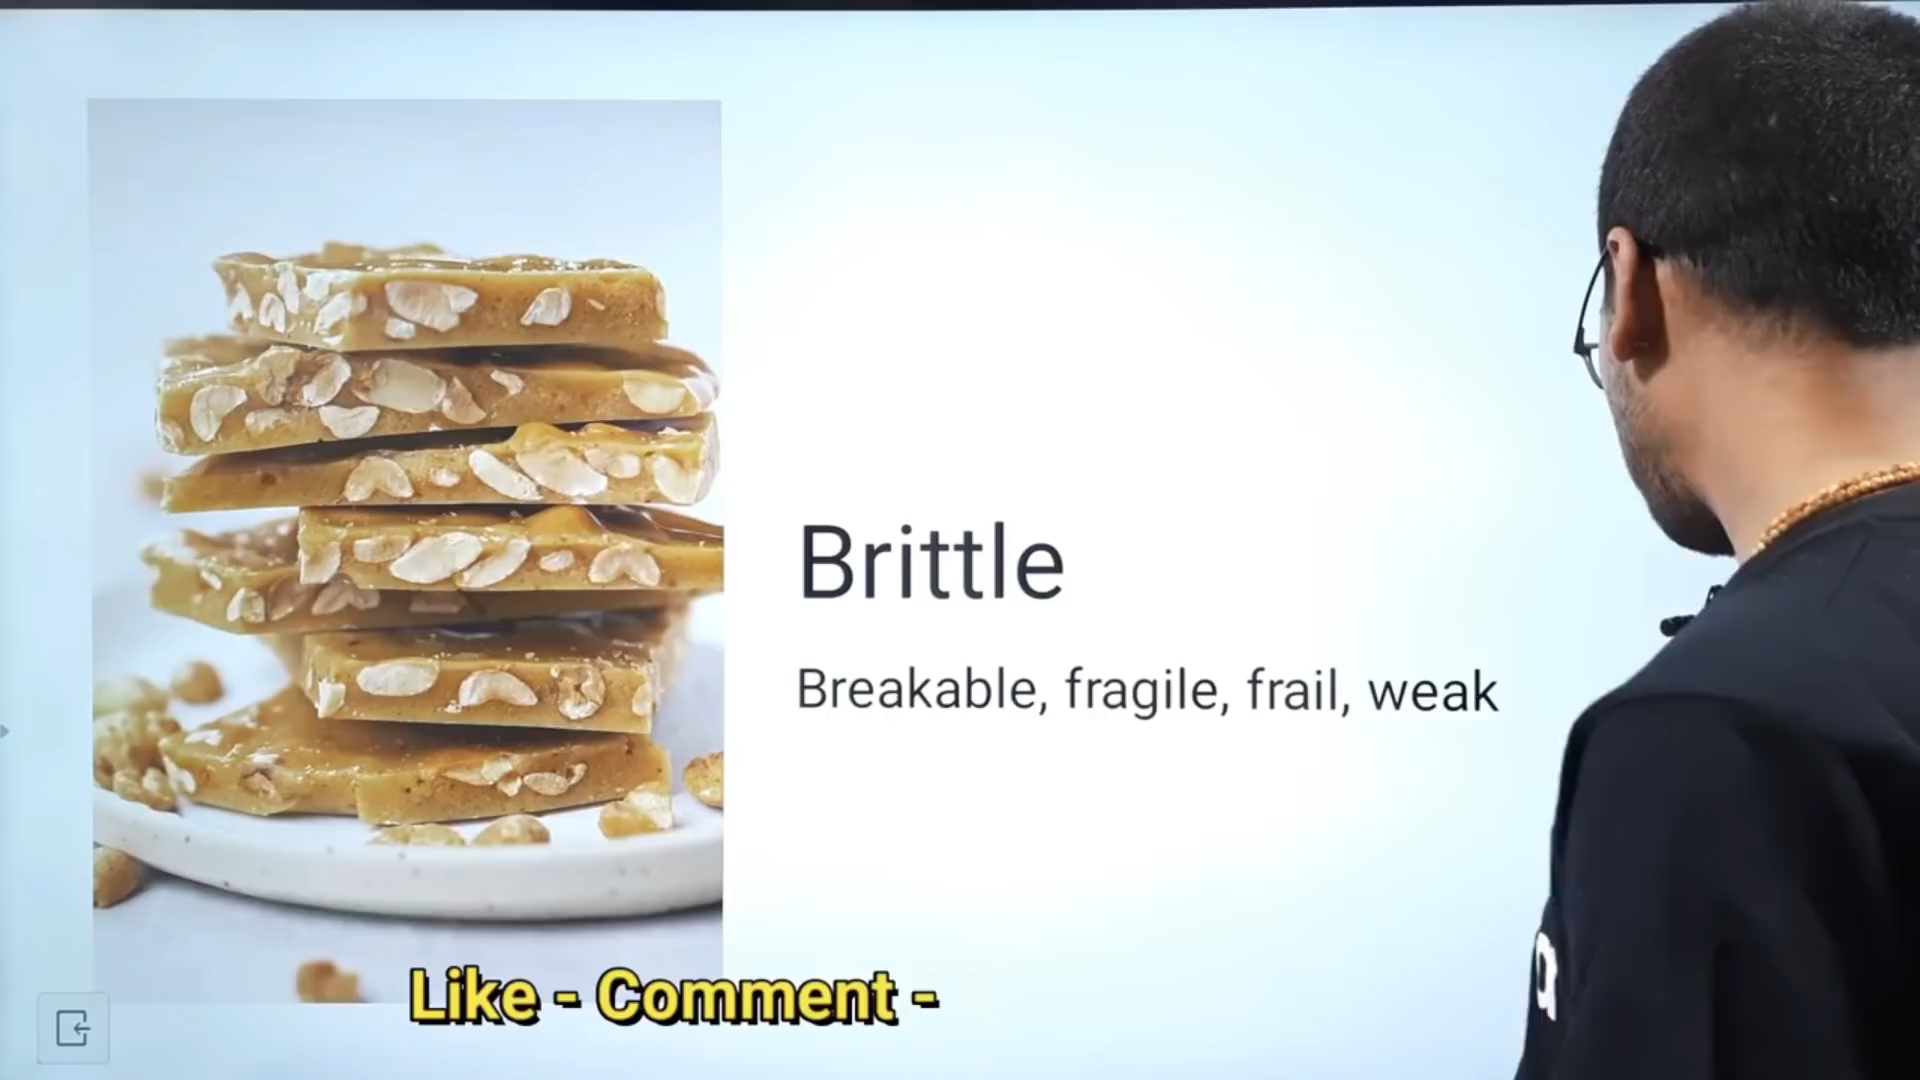 Brittle
Breakable, fragile, frail, weak
Like - Comment -